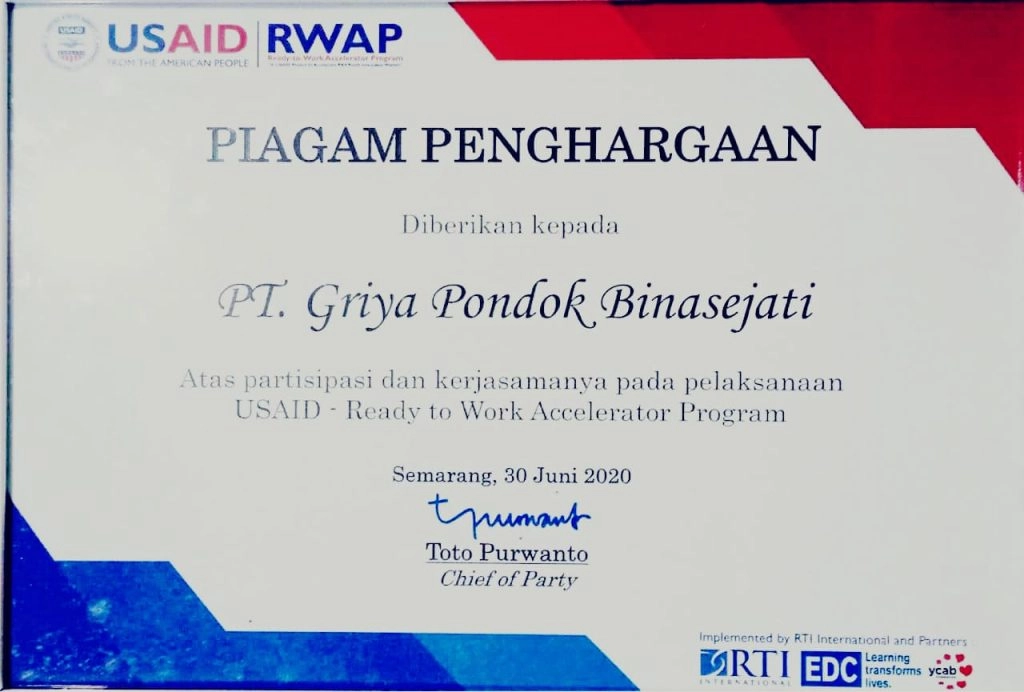 USAID
FROM THE AMERICAN PEOPLE
RWAP
Ready to Work Accelerator Program
PIAGAM PENGHARGAAN
Diberikan kepada
PT. Griya Pondok Binasejati
Atas partisipasi dan kerjasamanya pada pelaksanaan
USAID - Ready to Work Accelerator Program
Semarang, 30 Juni 2020
Toto Purwanto
Chief of Party
Implemented by RTI International and Partners
RTI
INTERNATIONAL
EDC
Learning
transforms
lives.
ycab